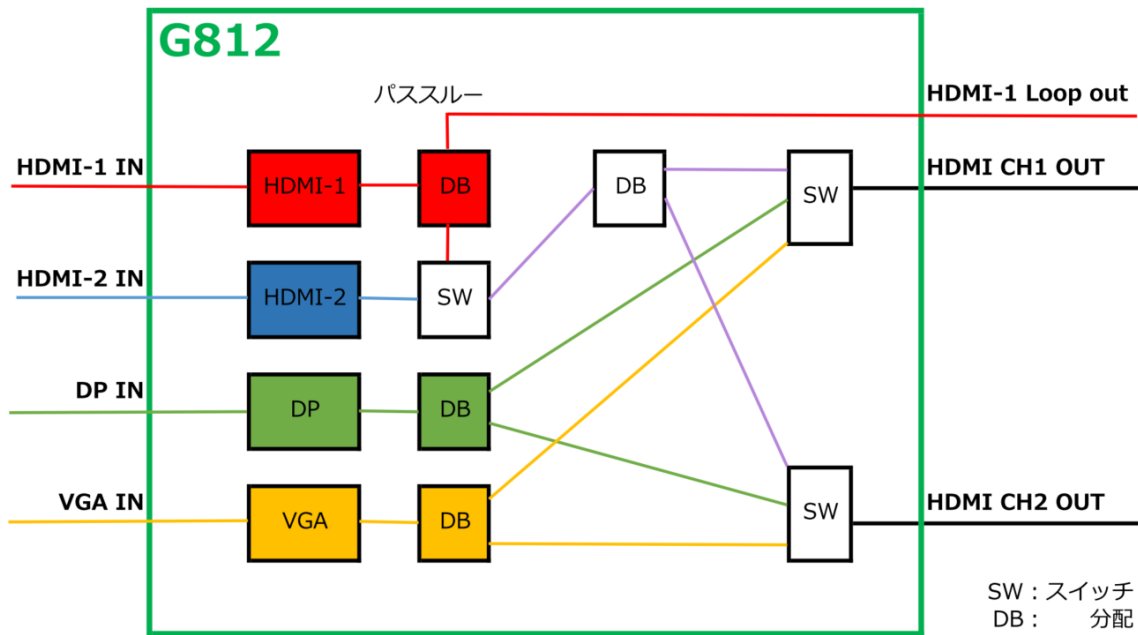 G812
パススルー
HDMI-1 Loop out
HDMI-1 IN
HDMI-1
DB
DB
SW
HDMI CH1 OUT
HDMI-2 IN
HDMI-2
SW
DP IN
DP
DB
VGA IN
VGA
DB
SW
HDMI CH2 OUT
SW：スイッチ
DB：　　分配